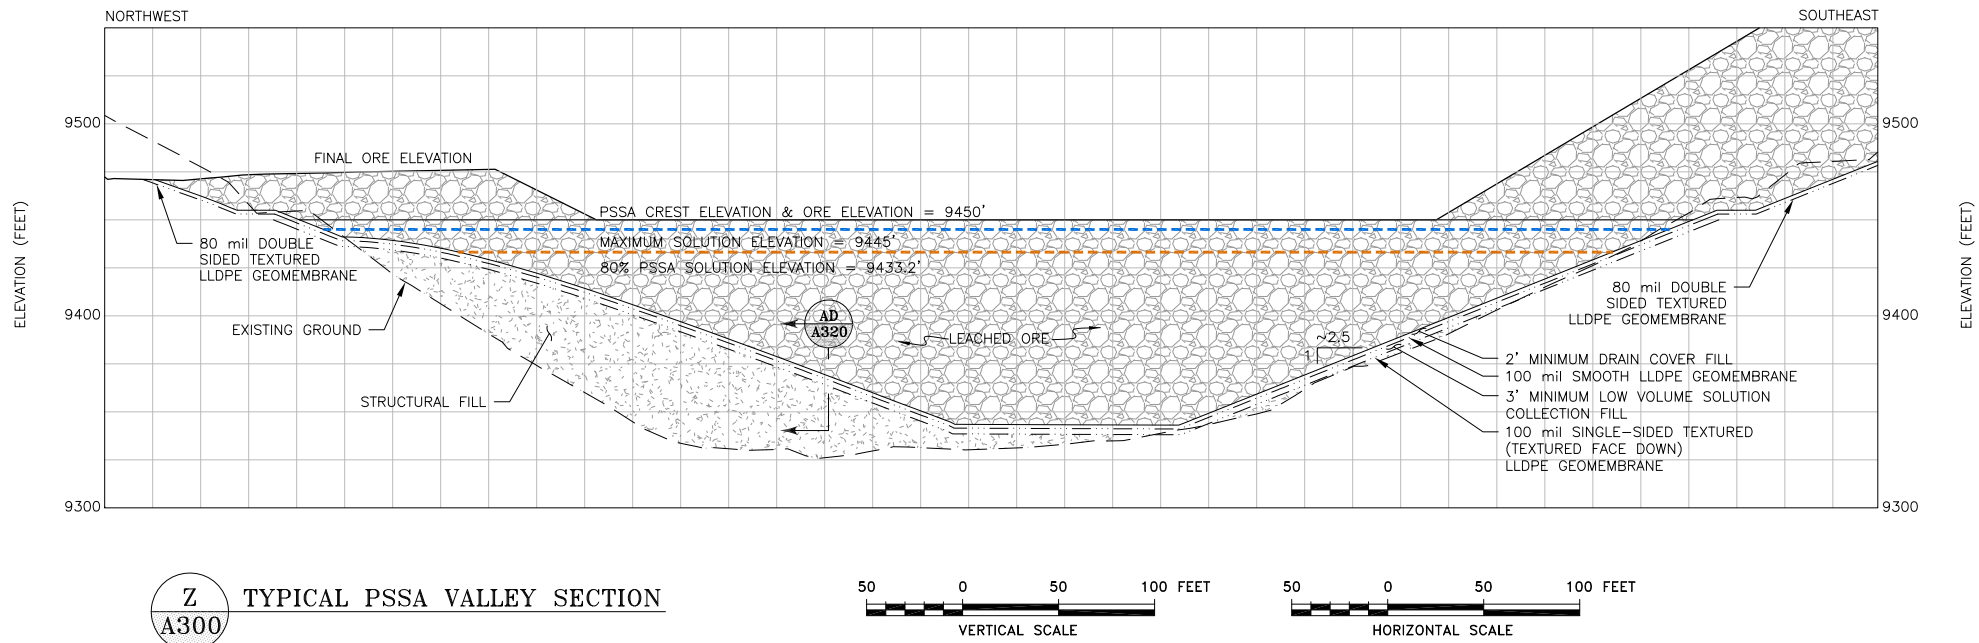 NORTHWEST
SOUTHEAST
9500
9500
FINAL ORE ELEVATION
PSSA CREST ELEVATION & ORE ELEVATION = 9450'
MAXIMUM SOLUTION ELEVATION = 9445'
80% PSSA SOLUTION ELEVATION = 9433.2'
80 mil DOUBLE
SIDED TEXTURED
LLDPE GEOMEMBRANE
ELEVATION (FEET)
ELEVATION (FEET)
80 mil DOUBLE
SIDED TEXTURED
LLDPE GEOMEMBRANE
9400
9400
EXISTING GROUND
AD
A320
LEACHED ORE
~2.5
1
2' MINIMUM DRAIN COVER FILL
100 mil SMOOTH LLDPE GEOMEMBRANE
3' MINIMUM LOW VOLUME SOLUTION
COLLECTION FILL
100 mil SINGLE-SIDED TEXTURED
(TEXTURED FACE DOWN)
LLDPE GEOMEMBRANE
STRUCTURAL FILL
9300
9300
Z
A300
TYPICAL PSSA VALLEY SECTION
50 0 50 100 FEET
VERTICAL SCALE
50 0 50 100 FEET
HORIZONTAL SCALE